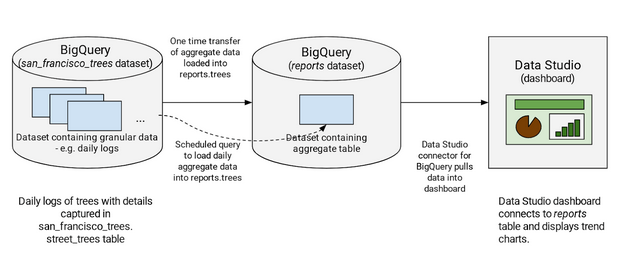 BigQuery
(san_francisco_trees dataset)
...
Dataset containing granular data
- e.g. daily logs
One time transfer
of aggregate data
loaded into
reports.trees
Scheduled query
to load daily
aggregate data
into reports.trees
BigQuery
(reports dataset)
Dataset containing
aggregate table
Data Studio
connector for
BigQuery pulls
data into
dashboard
Data Studio
(dashboard)
Daily logs of trees with details
captured in
san_francisco_trees.
street_trees table
Data Studio dashboard
connects to reports
table and displays trend
charts.